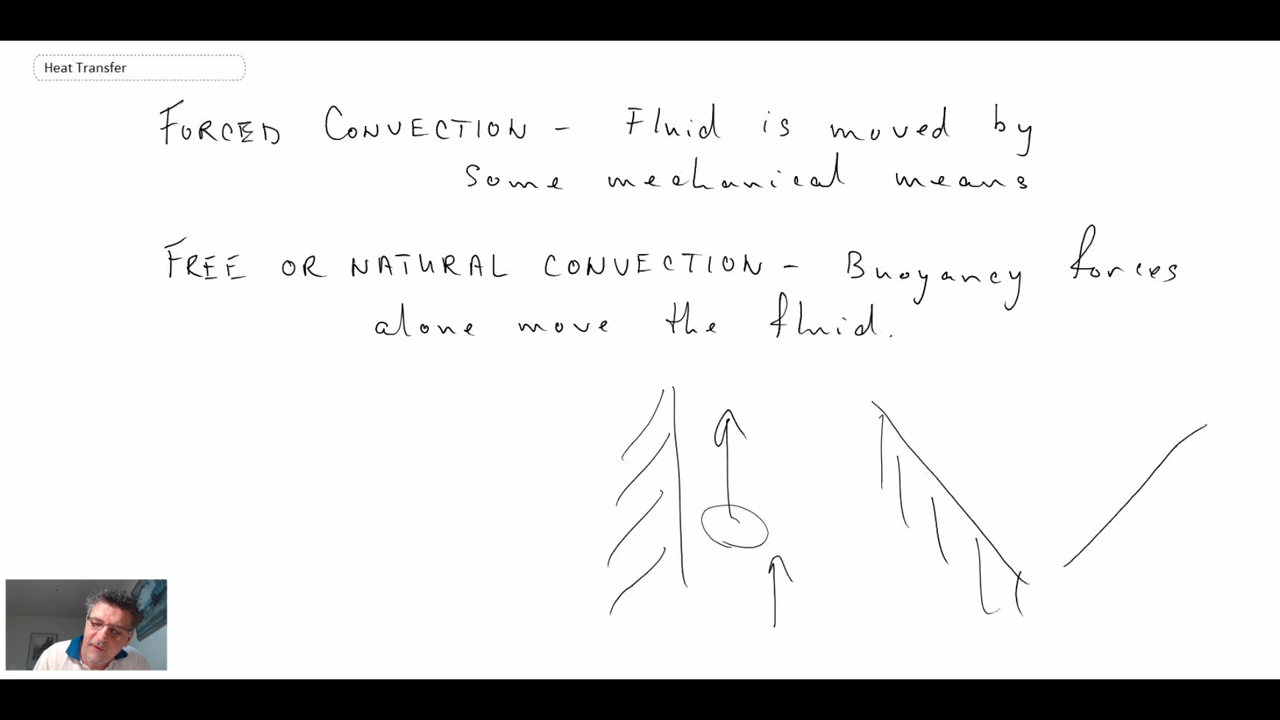 Heat Transfer
FORCED CONVECTION - Fluid is moved by
some mechanical means
FREE OR NATURAL CONVECTION - Buoyancy forces
alone move the fluid.